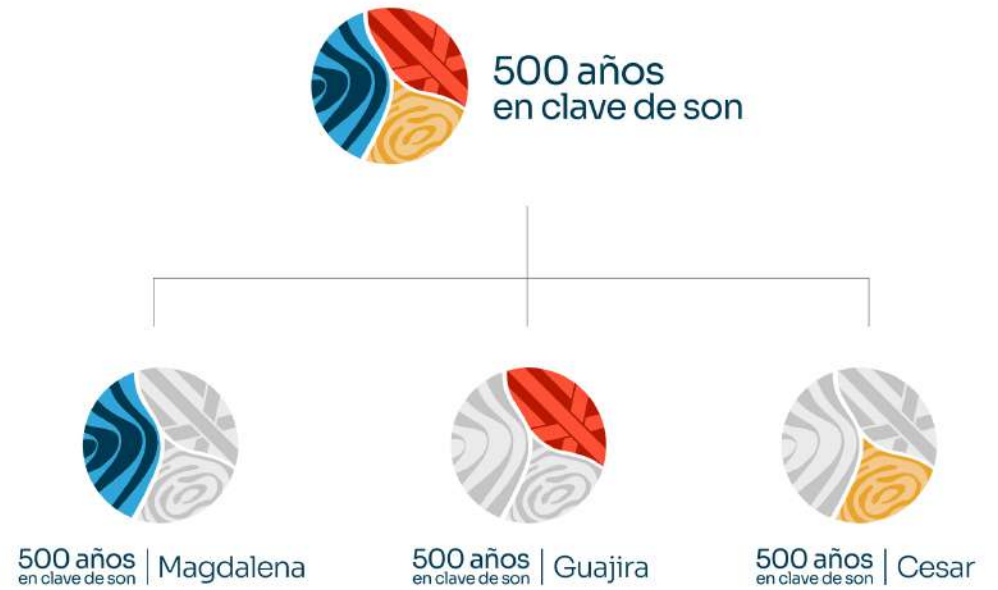 500 años
en clave de son
500 años
en clave de son
Magdalena
500 años
en clave de son
Guajira
500 años
en clave de son
Cesar